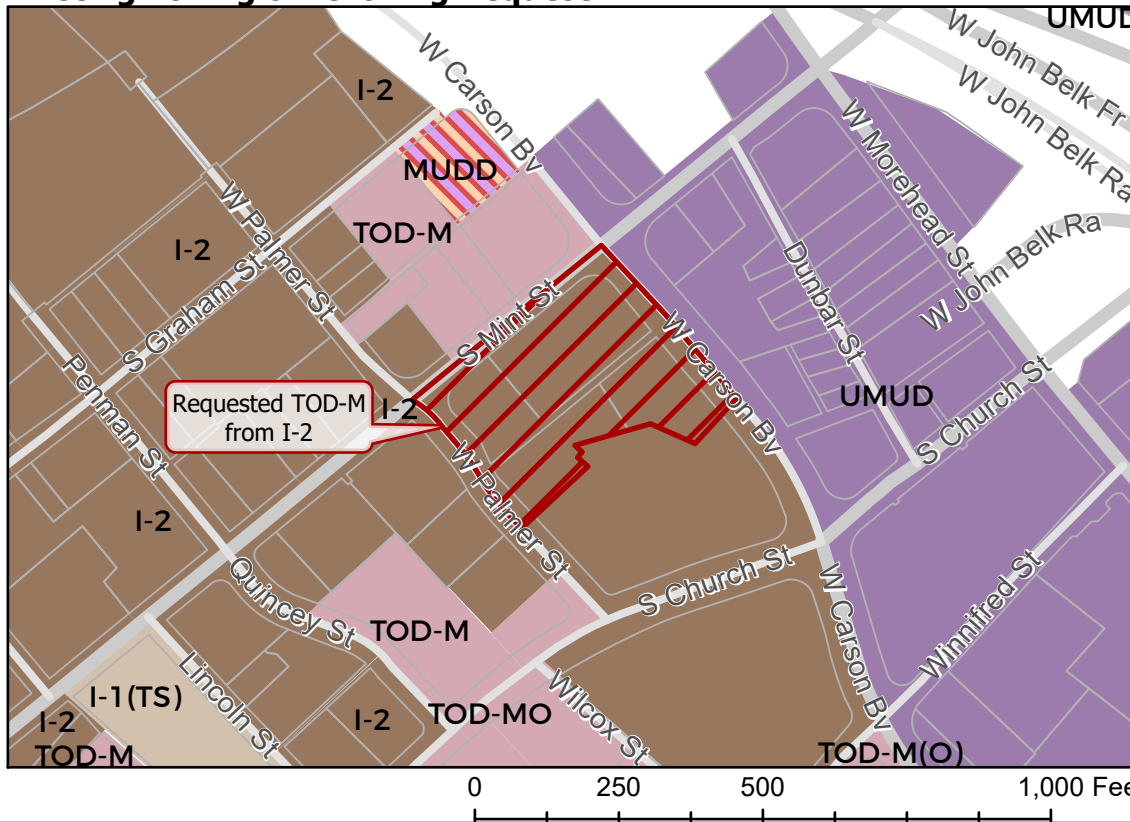 UMUD
W John Belk Fr
W Carson Bv
W John Belk Ra
I-2
W Morehead St
MUDD
W Palmer St
TOD-M
I-2
Dunbar St
W John Belk Ra
S Graham St
S Mint St
W Carson Bv
Penman St
UMUD
Requested TOD-M
from I-2
I-2
S Church St
W Palmer St
I-2
Quincey St
S Church St
W Carson Bv
Winnifred St
TOD-M
Lincoln St
Wilcox St
I-1(TS)
I-2
I-2
TOD-MO
TOD-M
TOD-M(O)
0 250 500 1,000 Fee